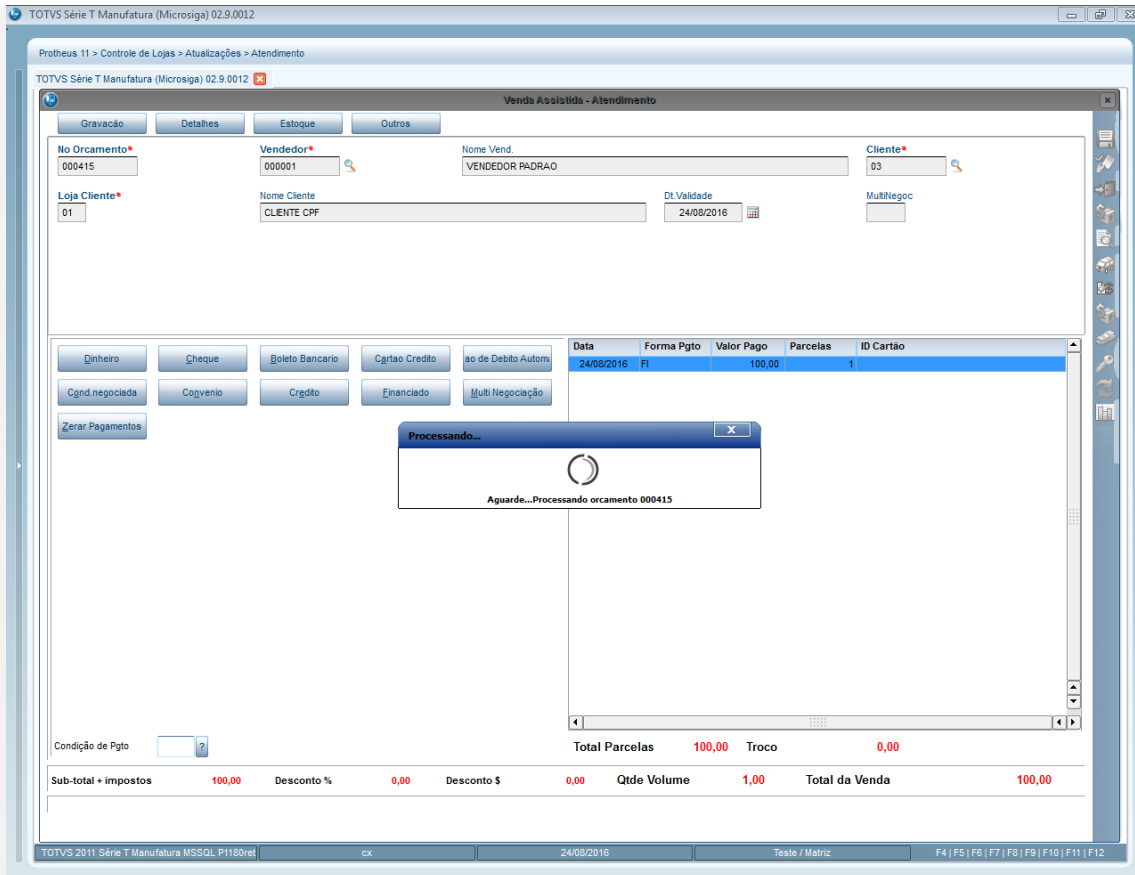 TOTVS Série T Manufatura (Microsiga) 02.9.0012
Protheus 11 > Controle de Lojas > Atualizações > Atendimento
TOTVS Série T Manufatura (Microsiga) 02.9.0012
Venda Assistida - Atendimento
Gravacão Detalhes Estoque Outros
No Orcamento* Vendedor* Nome Vend. Cliente*
000415 000001 VENDEDOR PADRAO 03
Loja Cliente* Nome Cliente Dt.Validade MultiNegoc
01 CLIENTE CPF 24/08/2016
Dinheiro Cheque Boleto Bancario Cartao Credito ao de Debito Autom
Cond.negociada Convenio Credito Financiado Multi Negociação
Zerar Pagamentos
Data Forma Pgto Valor Pago Parcelas ID Cartão
24/08/2016 FI 100,00 1
Processando... X
Aguarde...Processando orcamento 000415
Condição de Pgto ?
Total Parcelas 100,00 Troco 0,00
Sub-total + impostos 100,00 Desconto % 0,00 Desconto $ 0,00 Qtde Volume 1,00 Total da Venda 100,00
TOTVS 2011 Série T Manufatura MSSQL P1180ret cx 24/08/2016 Teste / Matriz F4 | F5 | F6 | F7 | F8 | F9 | F10 | F11 | F12